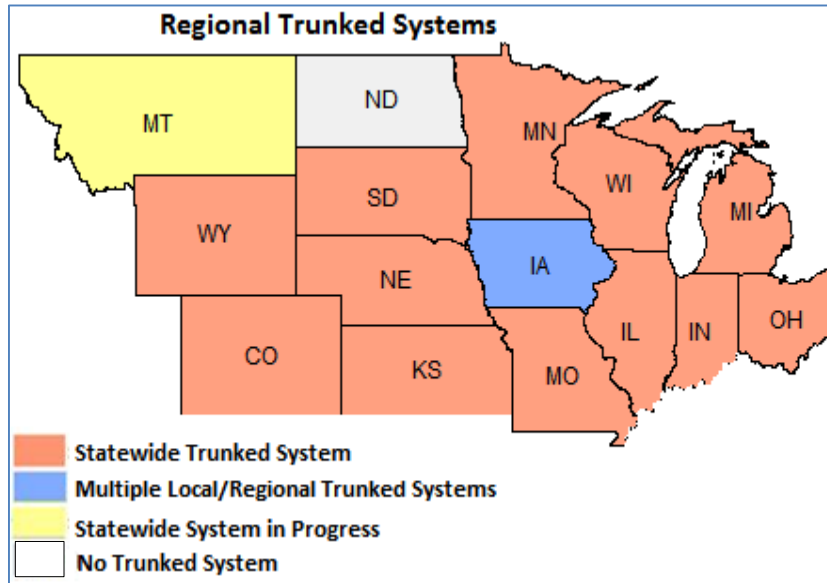 Regional Trunked Systems
MT
ND
MN
SD
WI
MI
WY
IA
NE
OH
IL
IN
CO
KS
MO
Statewide Trunked System
Multiple Local/Regional Trunked Systems
Statewide System in Progress
No Trunked System